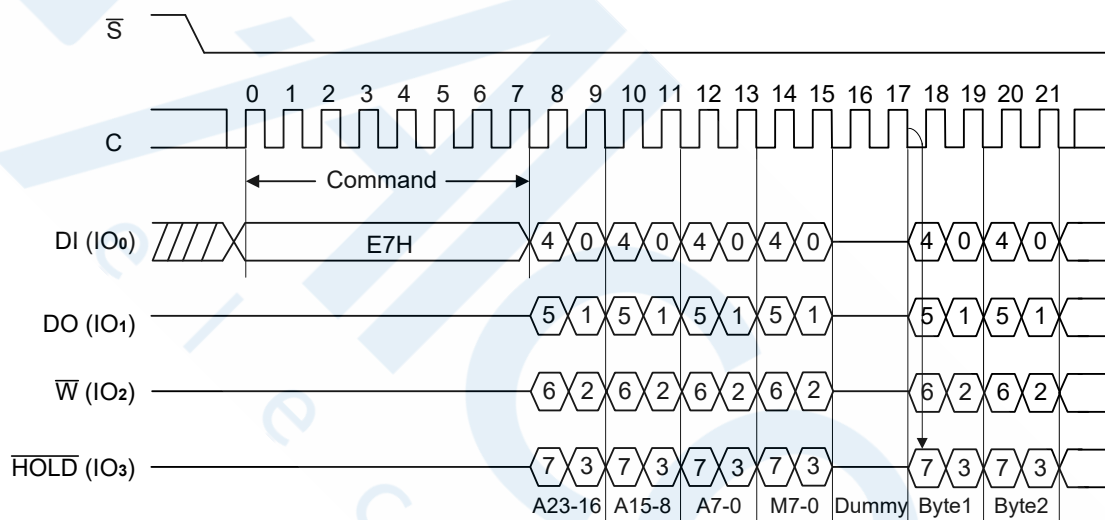 S
0 1 2 3 4 5 6 7 8 9 10 11 12 13 14 15 16 17 18 19 20 21
C
Command
DI (IO0) E7H 4 0 4 0 4 0 4 0 4 0 4 0
DO (IO1) 5 1 5 1 5 1 5 1 5 1 5 1
W (IO2) 6 2 6 2 6 2 6 2 6 2 6 2
HOLD (IO3) 7 3 7 3 7 3 7 3 7 3 7 3
A23-16 A15-8 A7-0 M7-0 Dummy Byte1 Byte2